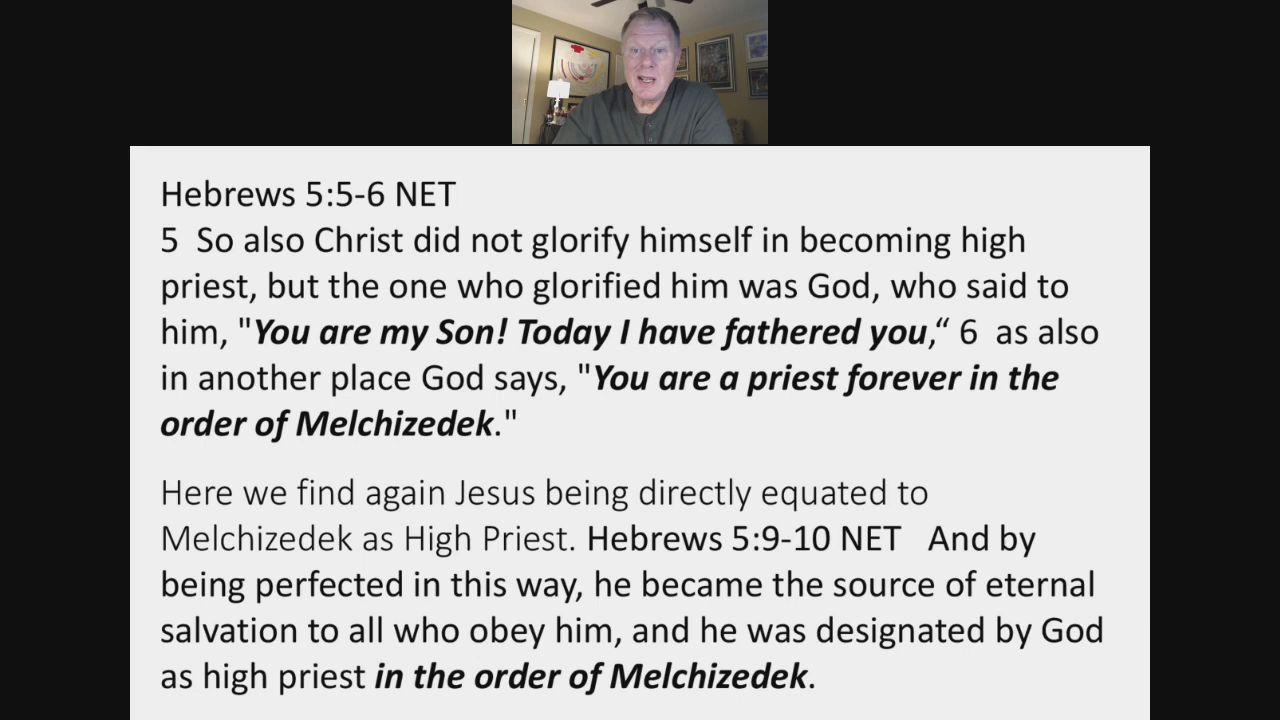 Hebrews 5:5-6 NET
5  So also Christ did not glorify himself in becoming high
priest, but the one who glorified him was God, who said to
him, "You are my Son! Today I have fathered you,“ 6  as also
in another place God says, "You are a priest forever in the
order of Melchizedek."
Here we find again Jesus being directly equated to
Melchizedek as High Priest. Hebrews 5:9-10 NET   And by
being perfected in this way, he became the source of eternal
salvation to all who obey him, and he was designated by God
as high priest in the order of Melchizedek.